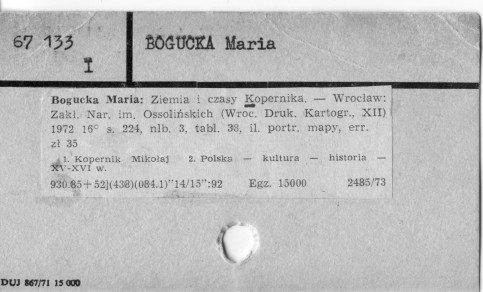 67 133
I
BOGUCKA Maria
Bogucka Maria: Ziemia i czasy Kopernika. — Wrocław:
Zakl. Nar. im. Ossolińskich (Wroc. Druk. Kartogr., XII)
1972 16° s. 224, nlb. 3, tabl. 38, il. portr. mapy, err.
zł 35
1. Kopernik Mikołaj 2. Polska — kultura — historia —
XV-XVI w.
930.85+52](438)(084.1)"14/15":92 Egz. 15000 2485/73
DUJ 867/71 15 000